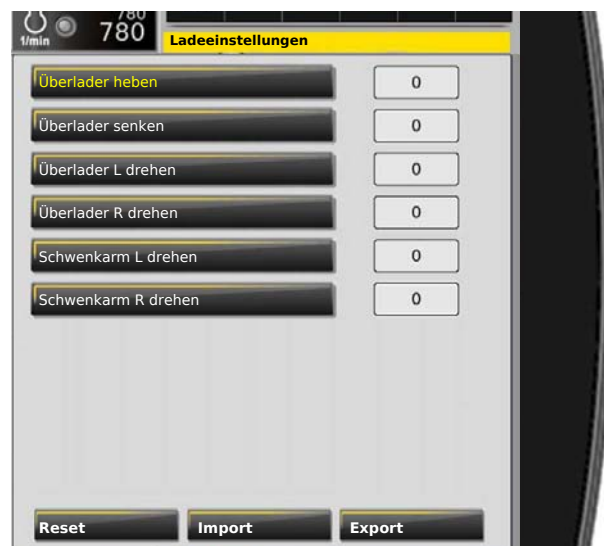 780
1/min 780
Ladeeinstellungen
Überlader heben 0
Überlader senken 0
Überlader L drehen 0
Überlader R drehen 0
Schwenkarm L drehen 0
Schwenkarm R drehen 0
Reset Import Export